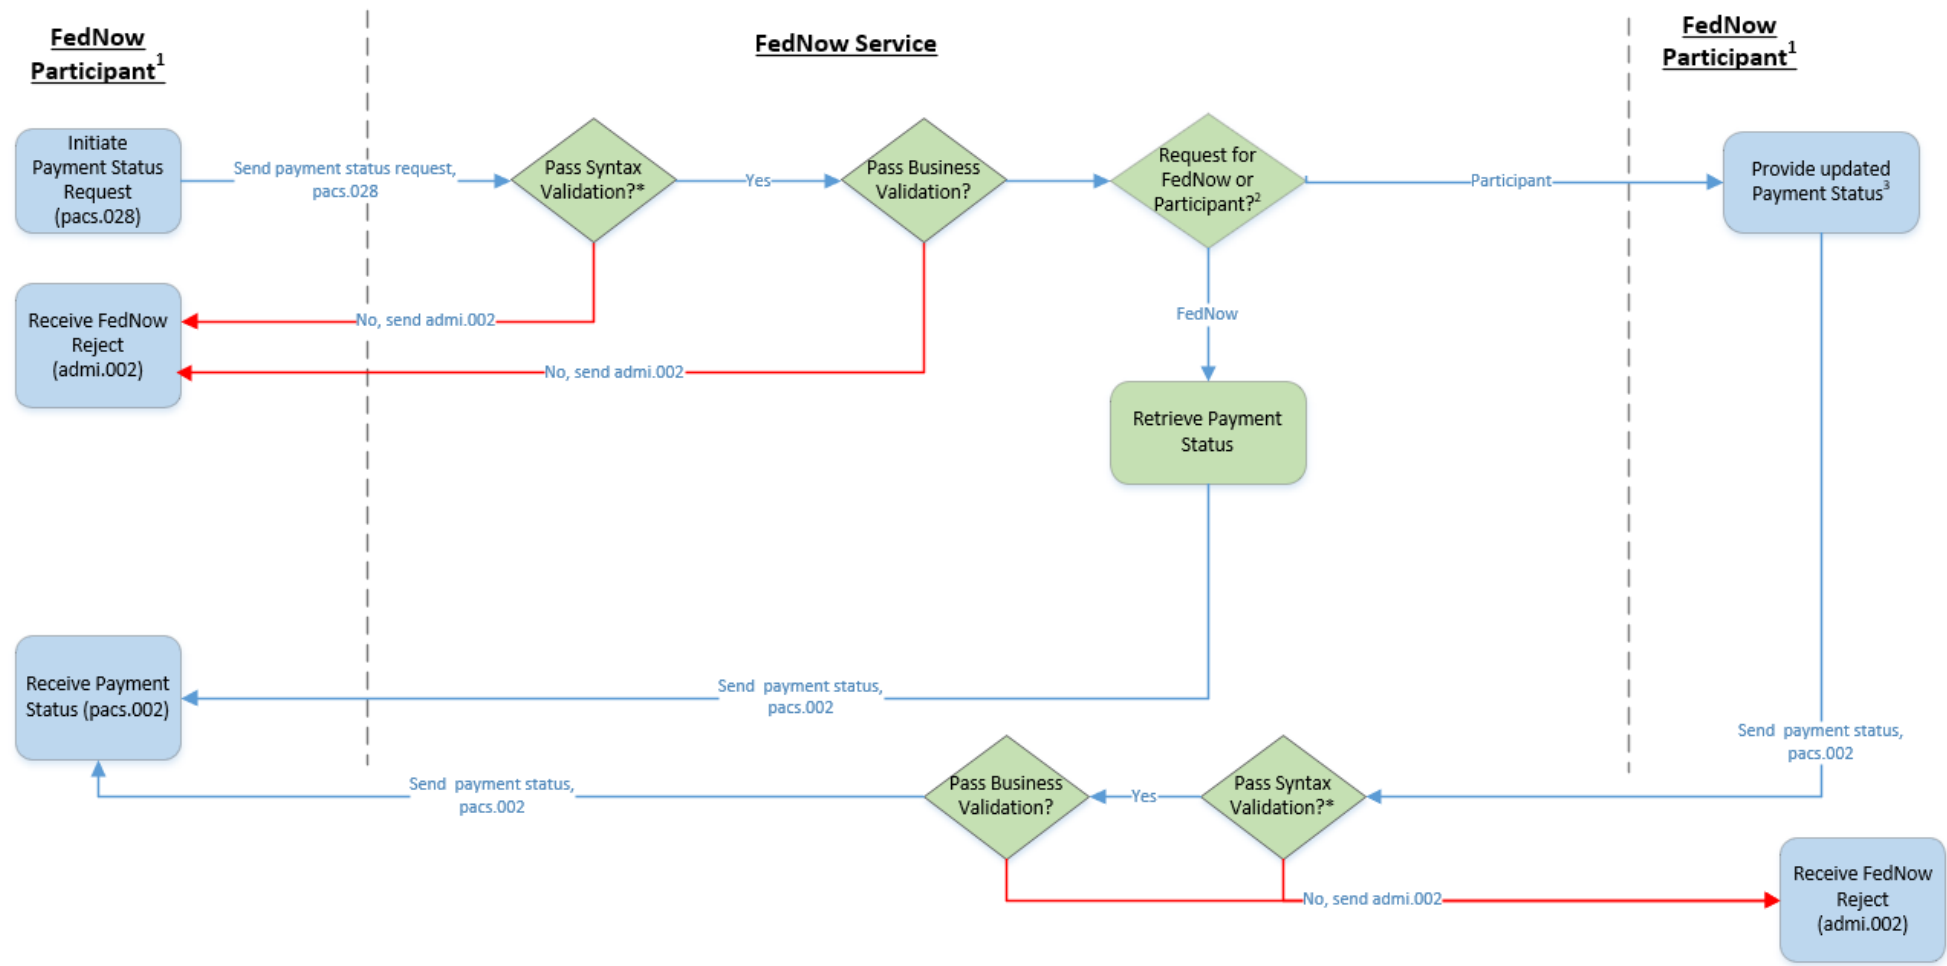 FedNow
Participant1
FedNow Service
FedNow
Participant1
Initiate
Payment Status
Request
(pacs.028)
Send payment status request,
pacs.028
Pass Syntax
Validation?*
Yes
Pass Business
Validation?
Request for
FedNow or
Participant?2
Participant
Provide updated
Payment Status3
Receive FedNow
Reject
(admi.002)
No, send admi.002
No, send admi.002
FedNow
Retrieve Payment
Status
Receive Payment
Status (pacs.002)
Send  payment status,
pacs.002
Send  payment status,
pacs.002
Send  payment status,
pacs.002
Pass Business
Validation?
Yes
Pass Syntax
Validation?*
No, send admi.002
Receive FedNow
Reject
(admi.002)